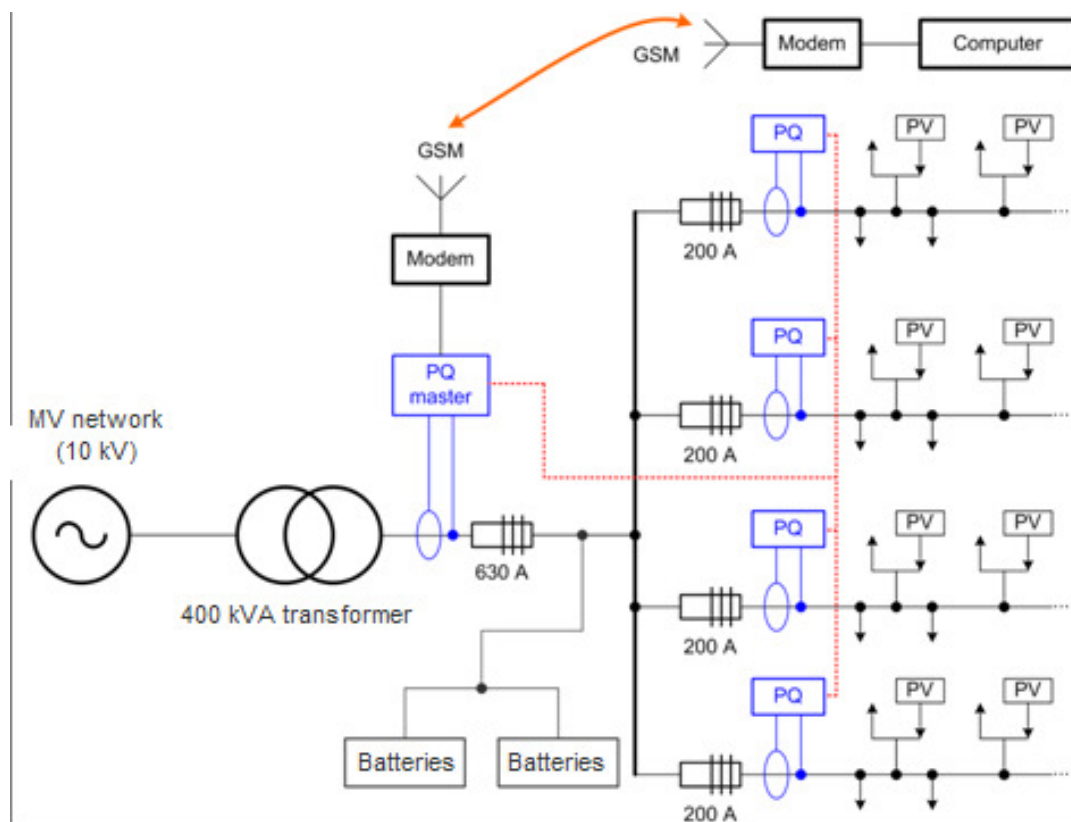 GSM
Modem
Computer
GSM
PQ
PV
PV
200 A
Modem
PQ
PV
PV
PQ
master
200 A
MV network
(10 kV)
PQ
PV
PV
630 A
400 kVA transformer
200 A
PQ
PV
PV
Batteries
Batteries
200 A